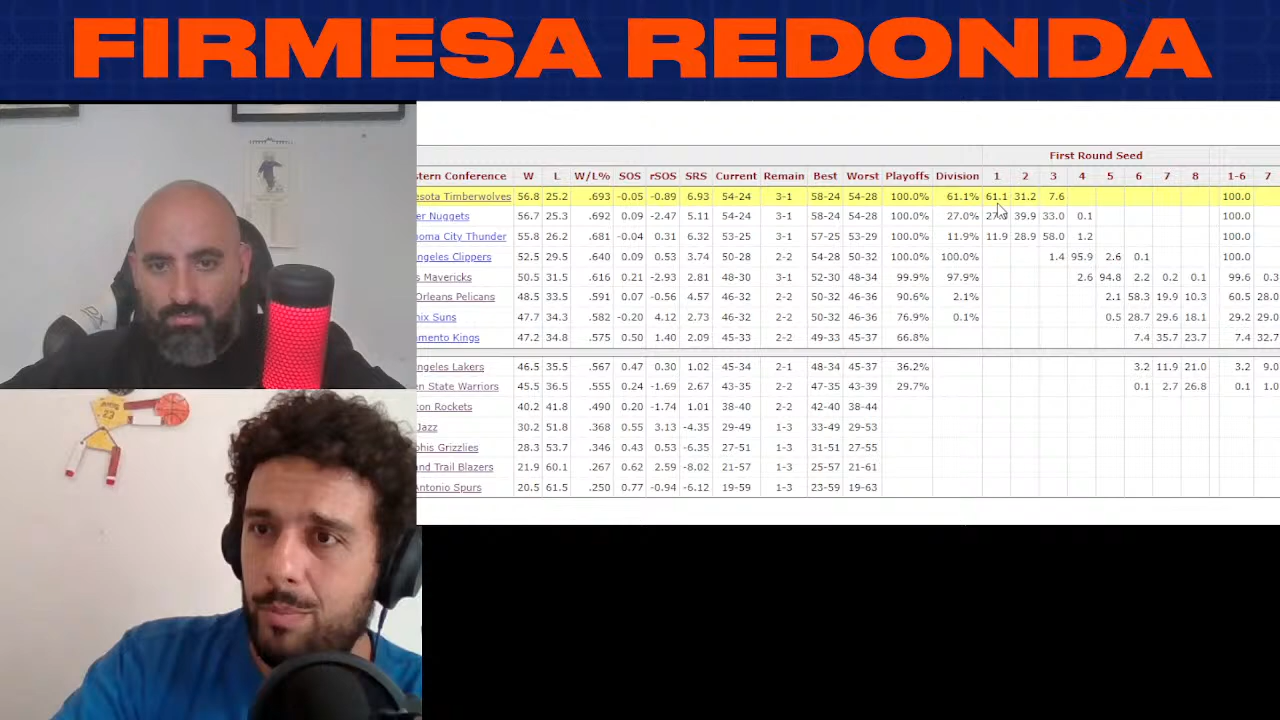 FIRMESA REDONDA
First Round Seed
stern Conference W L W/L% SOS rSOS SRS Current Remain Best Worst Playoffs Division 1 2 3 4 5 6 7 8 1-6 7
esota Timberwolves 56.8 25.2 .693 -0.05 -0.89 6.93 54-24 3-1 58-24 54-28 100.0% 61.1% 61.1 31.2 7.6 100.0
er Nuggets 56.7 25.3 .692 0.09 -2.47 5.11 54-24 3-1 58-24 54-28 100.0% 27.0% 39.9 33.0 0.1 100.0
oma City Thunder 55.8 26.2 .681 -0.04 0.31 6.32 53-25 3-1 57-25 53-29 100.0% 11.9% 11.9 28.9 58.0 1.2 100.0
ngeles Clippers 52.5 29.5 .640 0.09 0.53 3.74 50-28 2-2 54-28 50-32 100.0% 100.0% 1.4 95.9 2.6 0.1 100.0
s Mavericks 50.5 31.5 .616 0.21 -2.93 2.81 48-30 3-1 52-30 48-34 99.9% 97.9% 2.6 94.8 2.2 0.2 0.1 99.6 0.3
Orleans Pelicans 48.5 33.5 .591 0.07 -0.56 4.57 46-32 2-2 50-32 46-36 90.6% 2.1% 2.1 58.3 19.9 10.3 60.5 28.0
nix Suns 47.7 34.3 .582 -0.20 4.12 2.73 46-32 2-2 50-32 46-36 76.9% 0.1% 0.5 28.7 29.6 18.1 29.2 29.0
amento Kings 47.2 34.8 .575 0.50 1.40 2.09 45-33 2-2 49-33 45-37 66.8% 7.4 35.7 23.7 7.4 32.7
ngeles Lakers 46.5 35.5 .567 0.47 0.30 1.02 45-34 2-1 48-34 45-37 36.2% 3.2 11.9 21.0 3.2 9.0
en State Warriors 45.5 36.5 .555 0.24 -1.69 2.67 43-35 2-2 47-35 43-39 29.7% 0.1 2.7 26.8 0.1 1.0
ton Rockets 40.2 41.8 .490 0.20 -1.74 1.01 38-40 2-2 42-40 38-44
Jazz 30.2 51.8 .368 0.55 3.13 -4.35 29-49 1-3 33-49 29-53
phis Grizzlies 28.3 53.7 .346 0.43 0.53 -6.35 27-51 1-3 31-51 27-55
and Trail Blazers 21.9 60.1 .267 0.62 2.59 -8.02 21-57 1-3 25-57 21-61
Antonio Spurs 20.5 61.5 .250 0.77 -0.94 -6.12 19-59 1-3 23-59 19-63
23